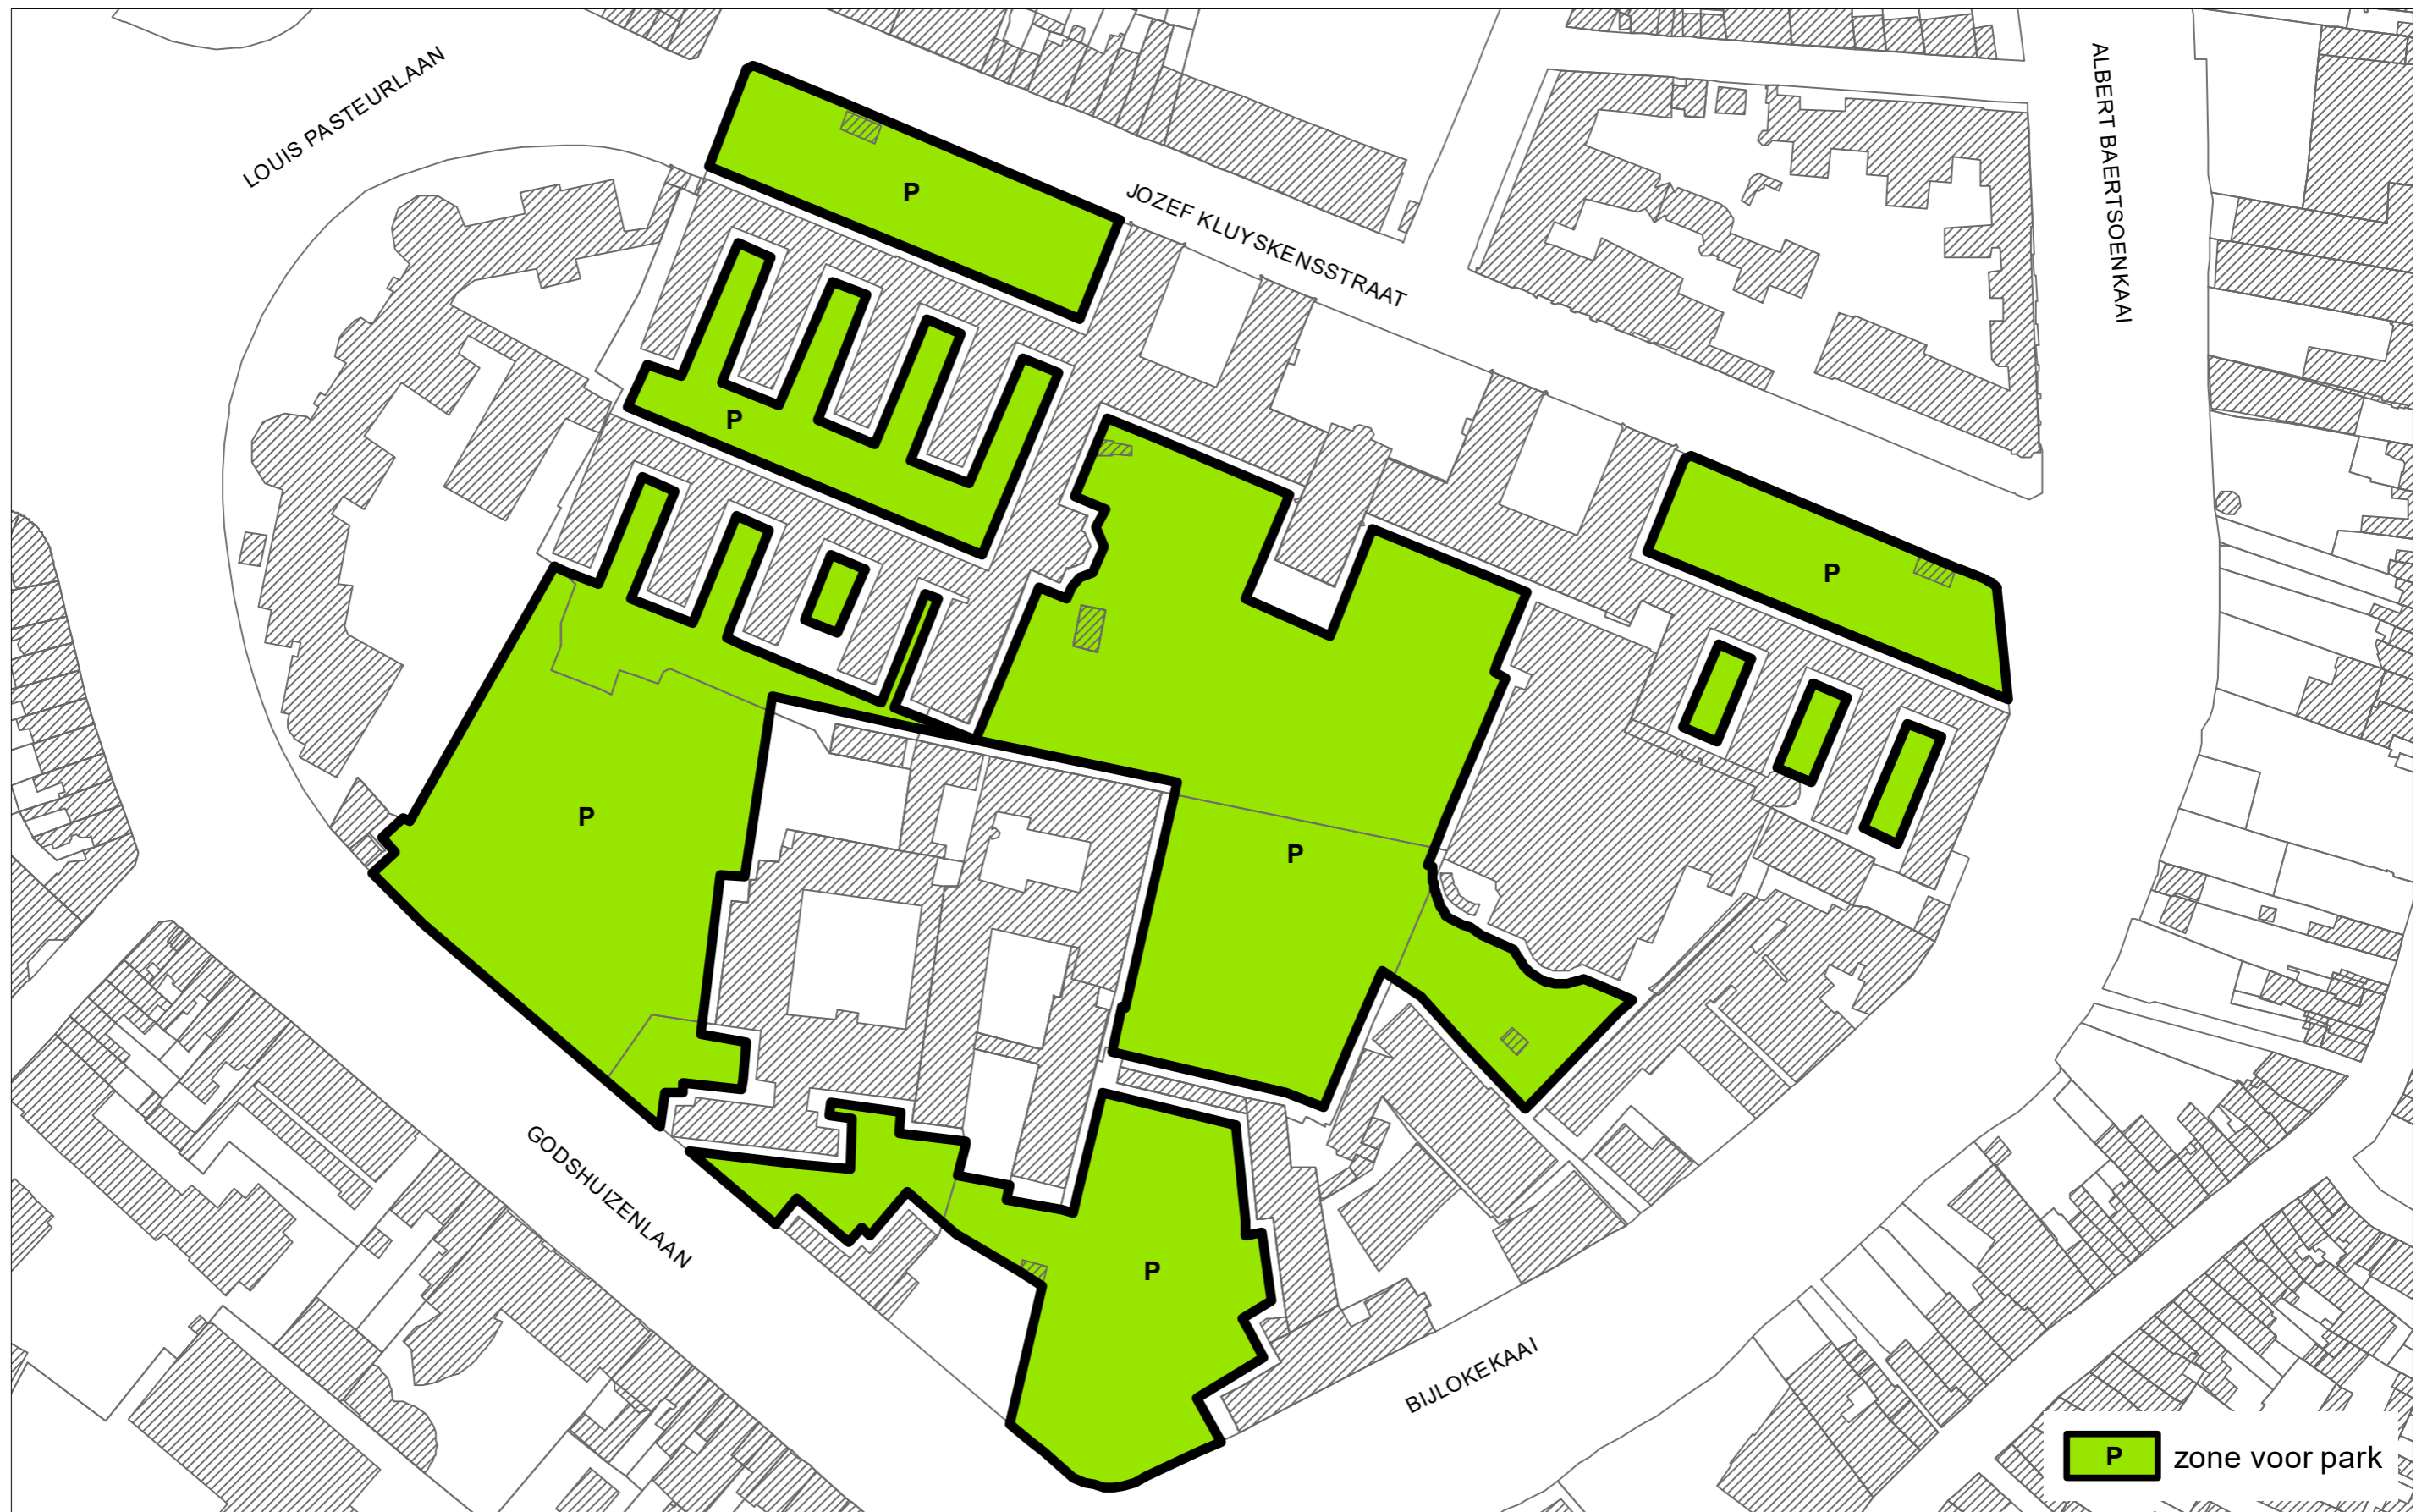 LOUIS PASTEURLAAN
ALBERT BAERTSOENKAAI
P
JOZEF KLUYSKENSSTRAAT
P
P
P
P
GODSHUIZENLAAN
P
BIJLOKEKAAI
P zone voor park